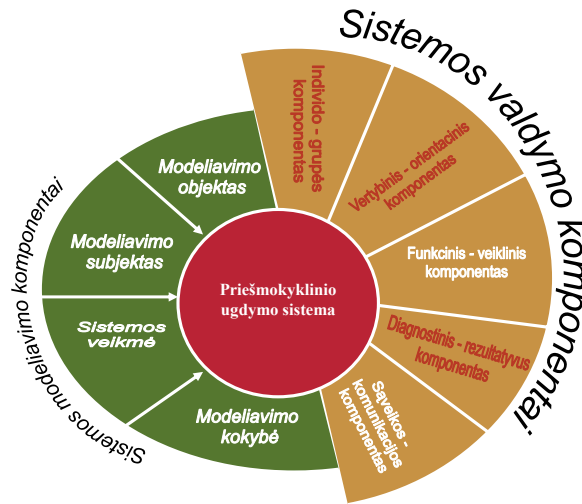 Sistemos valdymo komponentai
Individo - grupės
komponentas
Vertybinis - orientacinis
komponentas
Funkcinis - veiklinis
komponentas
Diagnostinis - rezultatyvus
komponentas
Sąveikos -
komunikacijos
komponentas
Priešmokyklinio
ugdymo sistema
Modeliavimo
objektas
Modeliavimo
subjektas
Sistemos
veikmė
Modeliavimo
kokybė
Sistemos modeliavimo komponentai